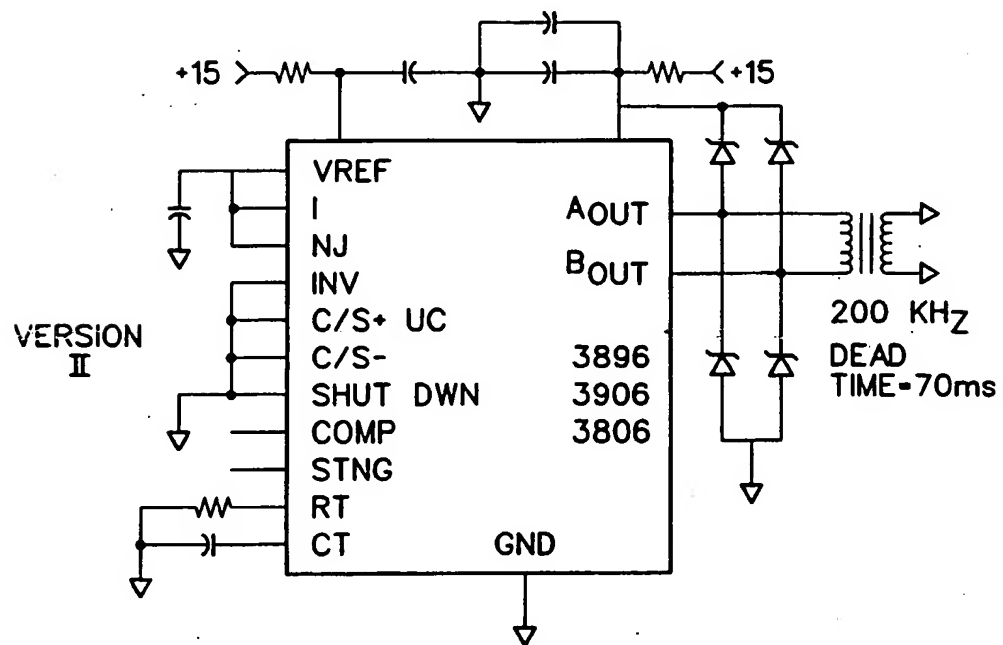 +15
+15
VREF
I
NJ
INV
C/S+ UC
C/S-
SHUT DWN
COMP
STNG
RT
CT
GND
AOUT
BOUT
3896
3906
3806
VERSION
II
200 KHZ
DEAD
TIME=70ms